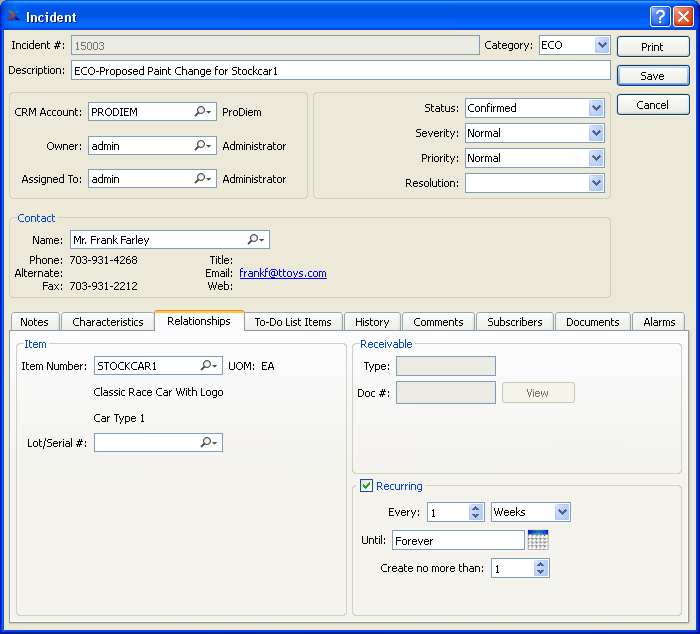 Incident
Incident #: 15003 Category: ECO Print
Description: ECO-Proposed Paint Change for Stockcar1 Save
Cancel
CRM Account: PRODIEM ProDiem Status: Confirmed
Severity: Normal
Owner: admin Administrator
Priority: Normal
Assigned To: admin Administrator Resolution:
Contact
Name: Mr. Frank Farley
Phone: 703-931-4268 Title:
Alternate: Email: frankf@ttoys.com
Fax: 703-931-2212 Web:
Notes Characteristics Relationships To-Do List Items History Comments Subscribers Documents Alarms
Item Receivable
Item Number: STOCKCAR1 UOM: EA Type:
Classic Race Car With Logo Doc #: View
Car Type 1
Lot/Serial #:
Recurring
Every: 1 Weeks
Until: Forever
Create no more than: 1